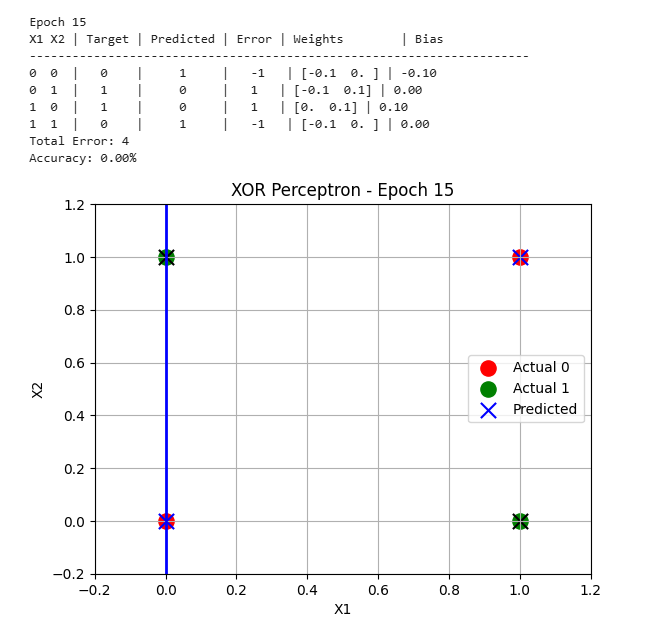 Epoch 15
X1 X2 | Target | Predicted | Error | Weights | Bias
----------------------------------------------------------------------
0 0 | 0 | 1 | -1 | [-0.1 0. ] | -0.10
0 1 | 1 | 0 | 1 | [-0.1 0.1] | 0.00
1 0 | 1 | 0 | 1 | [0. 0.1] | 0.10
1 1 | 0 | 1 | -1 | [-0.1 0. ] | 0.00
Total Error: 4
Accuracy: 0.00%
XOR Perceptron - Epoch 15
1.2
1.0
0.8
0.6
0.4
0.2
0.0
−0.2
X2
Actual 0
Actual 1
Predicted
−0.2 0.0 0.2 0.4 0.6 0.8 1.0 1.2
X1